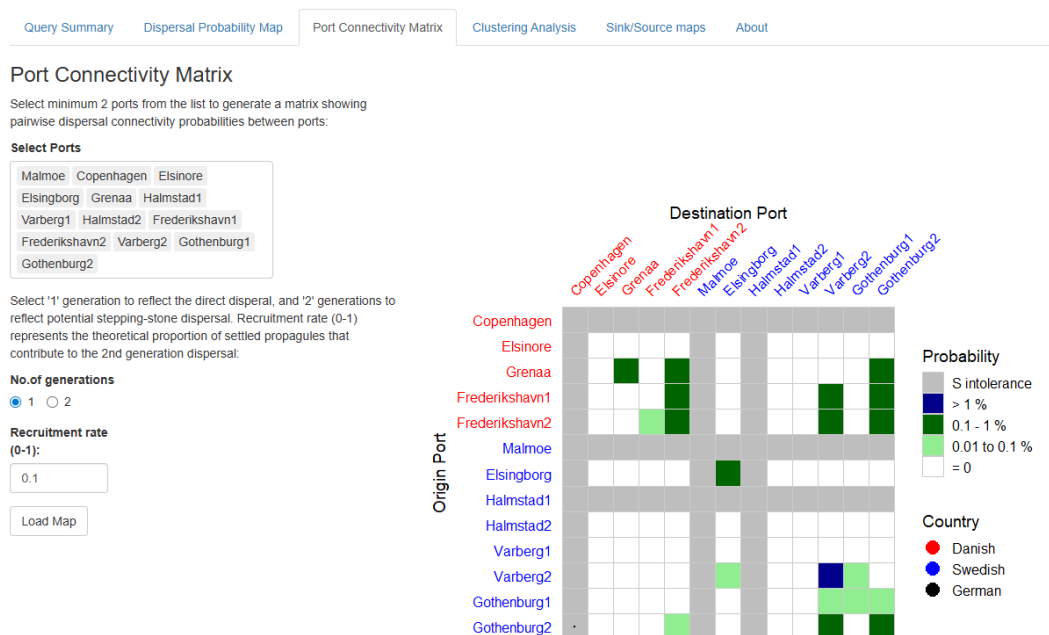 Query Summary
Dispersal Probability Map
Port Connectivity Matrix
Clustering Analysis
Sink/Source maps
About
Port Connectivity Matrix
Select minimum 2 ports from the list to generate a matrix showing
pairwise dispersal connectivity probabilities between ports:
Select Ports
Malmoe Copenhagen Elsinore
Elsingborg Grenaa Halmstad1
Varberg1 Halmstad2 Frederikshavn1
Frederikshavn2 Varberg2 Gothenburg1
Gothenburg2
Select '1' generation to reflect the direct disperal, and '2' generations to
reflect potential stepping-stone dispersal. Recruitment rate (0-1)
represents the theoretical proportion of settled propagules that
contribute to the 2nd generation dispersal:
No.of generations
1 2
Recruitment rate
(0-1):
0.1
Load Map
Destination Port
Copenhagen
Elsinore
Grenaa
Frederikshavn1
Frederikshavn2
Malmoe
Elsingborg
Halmstad1
Halmstad2
Varberg1
Varberg2
Gothenburg1
Gothenburg2
Origin Port
Copenhagen
Elsinore
Grenaa
Frederikshavn1
Frederikshavn2
Malmoe
Elsingborg
Halmstad1
Halmstad2
Varberg1
Varberg2
Gothenburg1
Gothenburg2
Probability
S intolerance
> 1 %
0.1 - 1 %
0.01 to 0.1 %
= 0
Country
Danish
Swedish
German